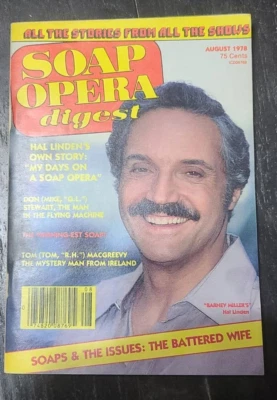 ALL THE STORIES FROM ALL THE SHOWS
AUGUST 1978
75 Cents
SOAP
OPERA
digest
HAL LINDEN'S
OWN STORY:
"MY DAYS ON
A SOAP OPERA"
STEWART, THE MAN
IN THE FLYING MACHINE
SOAP
TOM (TOM, "R.H.") MACGREEVY
THE MYSTERY MAN FROM IRELAND
"BARNEY MILLER'S"
Hal Linden
SOAPS & THE ISSUES: THE BATTERED WIFE